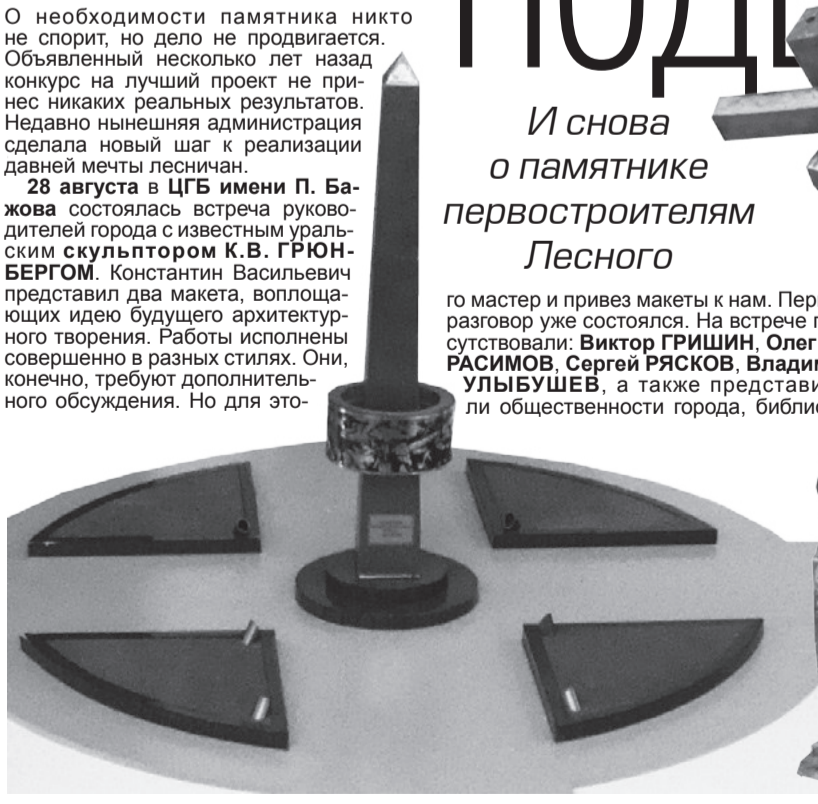 О необходимости памятника никто
не спорит, но дело не продвигается.
Объявленный несколько лет назад
конкурс на лучший проект не при-
нес никаких реальных результатов.
Недавно нынешняя администрация
сделала новый шаг к реализации
давней мечты лесничан.
28 августа в ЦГБ имени П. Ба-
жова состоялась встреча руково-
дителей города с известным ураль-
ским скульптором К.В. ГРЮН-
БЕРГОМ. Константин Васильевич
представил два макета, воплоща-
ющих идею будущего архитектур-
ного творения. Работы исполнены
совершенно в разных стилях. Они,
конечно, требуют дополнитель-
ного обсуждения. Но для это-
И снова
о памятнике
первостроителям
Лесного
го мастер и привез макеты к нам.
разговор уже состоялся. На встрече
сутствовали: Виктор ГРИШИН, Олег
РАСИМОВ, Сергей РЯСКОВ,
УЛЫБУШЕВ, а также
ли общественности города,